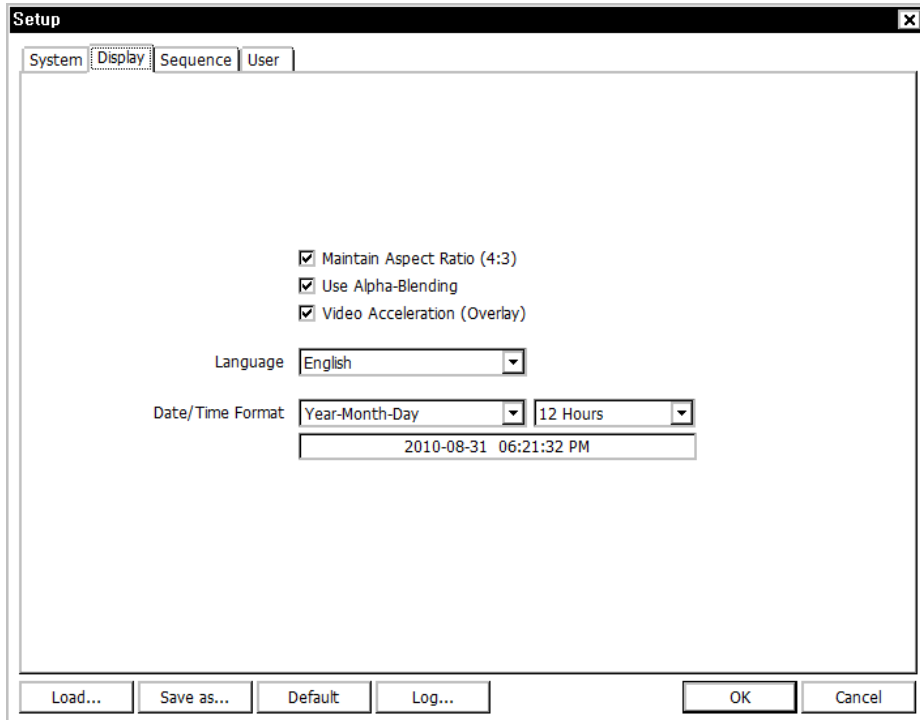 Setup
System Display Sequence User
Maintain Aspect Ratio (4:3)
Use Alpha-Blending
Video Acceleration (Overlay)
Language English
Date/Time Format Year-Month-Day 12 Hours
2010-08-31 06:21:32 PM
Load... Save as... Default Log... OK Cancel